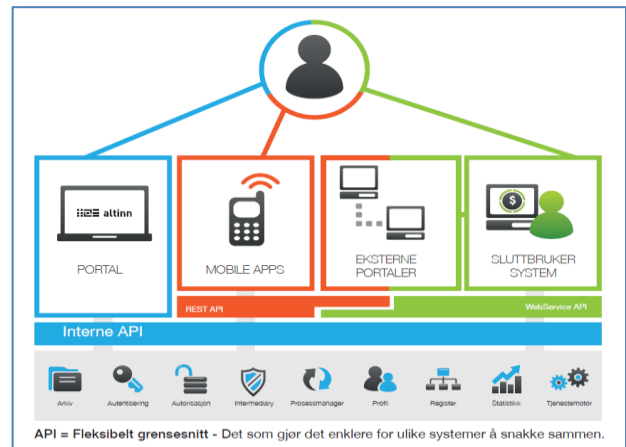 altinn
PORTAL
MOBILE APPS
EKSTERNE
PORTALER
SLUTTBRUKER
SYSTEM
REST API
WebService API
Interne API
Arkiv
Autentisering
Autorisasjon
Intermediary
Prosessmanager
Profil
Register
Statistikk
Tjenestemotor
API = Fleksibelt grensesnitt - Det som gjør det enklere for ulike systemer å snakke sammen.